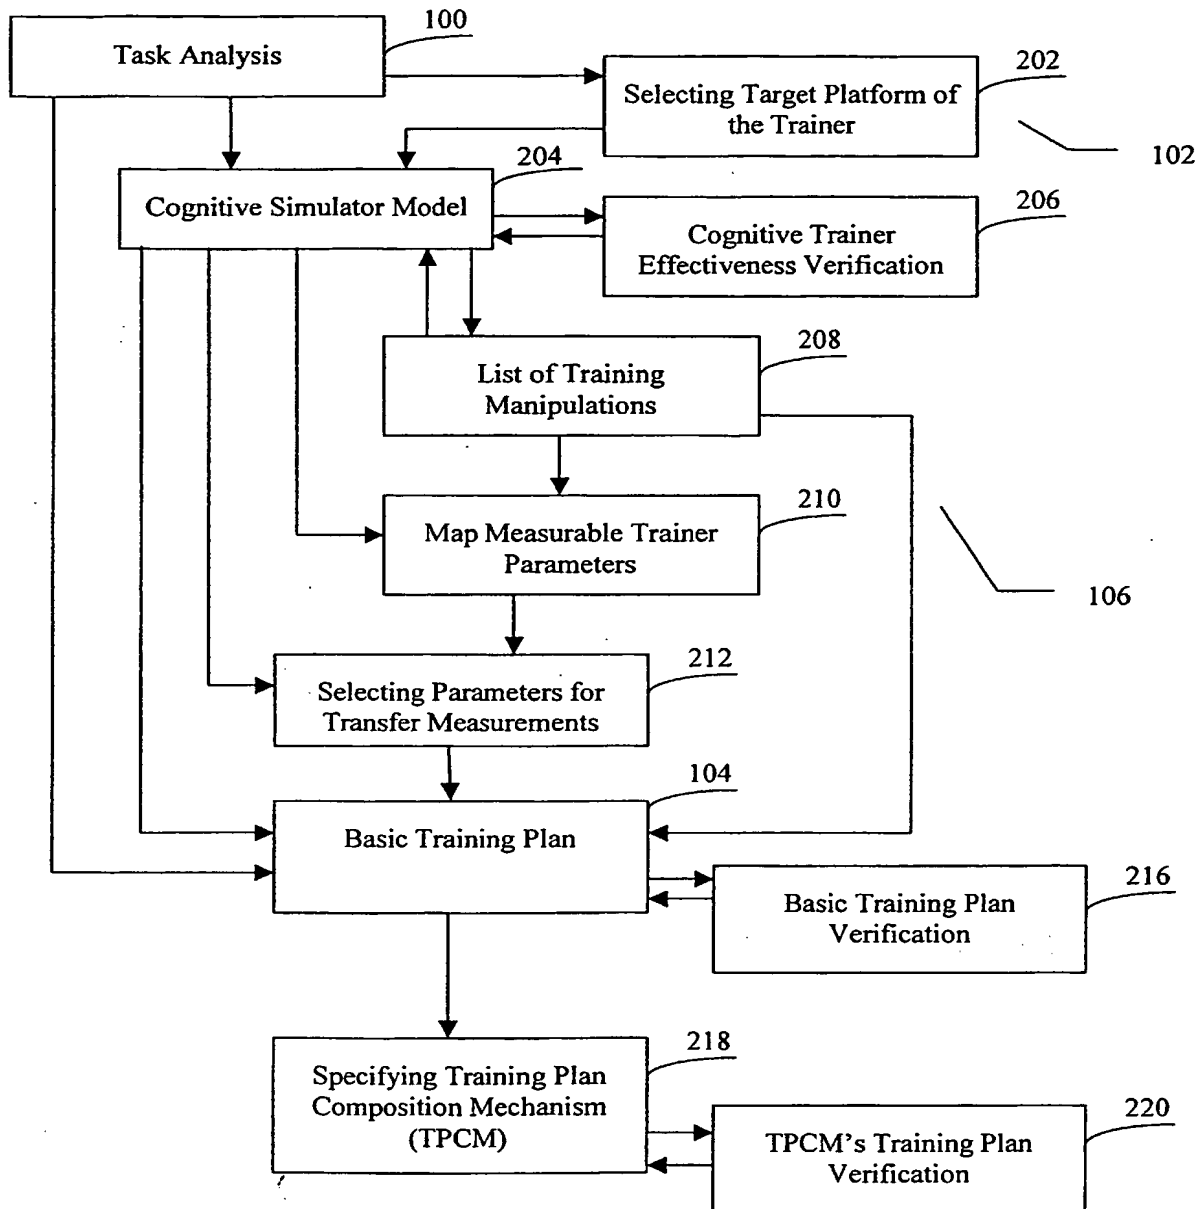 100
Task Analysis
202
Selecting Target Platform of
the Trainer
102
204
Cognitive Simulator Model
206
Cognitive Trainer
Effectiveness Verification
208
List of Training
Manipulations
210
Map Measurable Trainer
Parameters
106
212
Selecting Parameters for
Transfer Measurements
104
Basic Training Plan
216
Basic Training Plan
Verification
218
Specifying Training Plan
Composition Mechanism
(TPCM)
220
TPCM's Training Plan
Verification